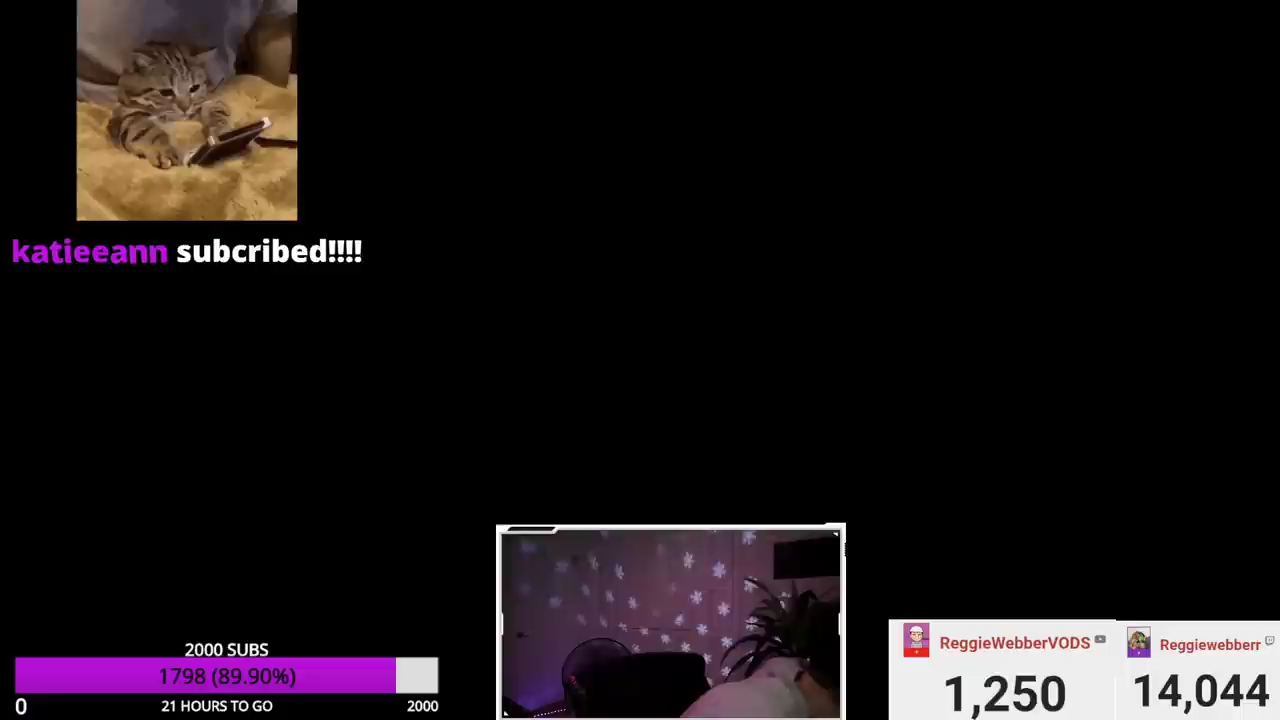 katieeann subcribed!!!!
2000 SUBS
1798 (89.90%)
0 21 HOURS TO GO 2000
ReggieWebberVODS
1,250
Reggiewebberr
14,044